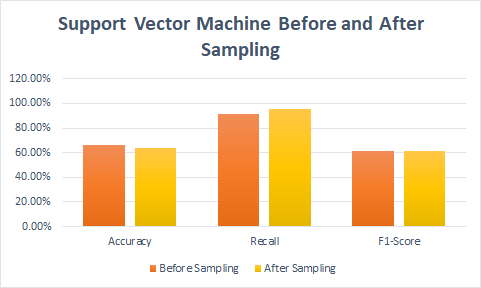 Support Vector Machine Before and After
Sampling
120.00%
100.00%
80.00%
60.00%
40.00%
20.00%
0.00%
Accuracy Recall F1-Score
Before Sampling After Sampling